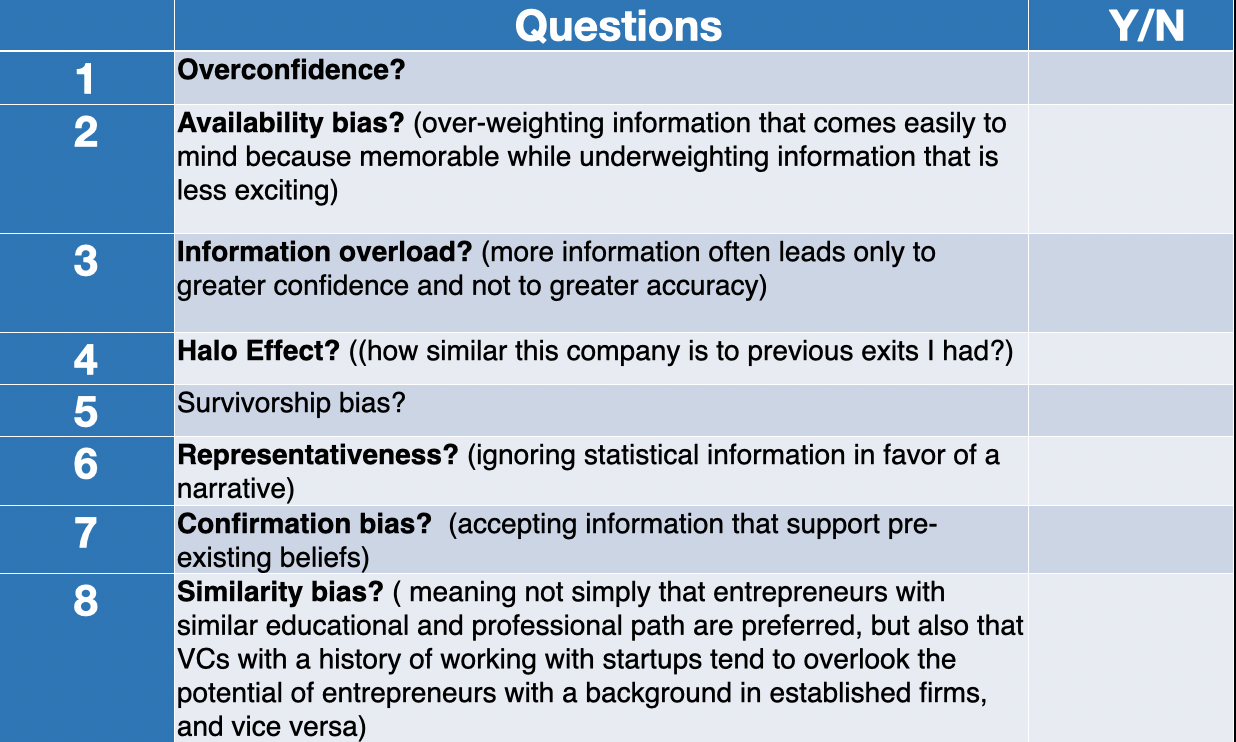 Questions Y/N
1 Overconfidence?
2 Availability bias? (over-weighting information that comes easily to
mind because memorable while underweighting information that is
less exciting)
3 Information overload? (more information often leads only to
greater confidence and not to greater accuracy)
4 Halo Effect? ((how similar this company is to previous exits I had?)
5 Survivorship bias?
6 Representativeness? (ignoring statistical information in favor of a
narrative)
7 Confirmation bias?  (accepting information that support pre-
existing beliefs)
8 Similarity bias? ( meaning not simply that entrepreneurs with
similar educational and professional path are preferred, but also that
VCs with a history of working with startups tend to overlook the
potential of entrepreneurs with a background in established firms,
and vice versa)